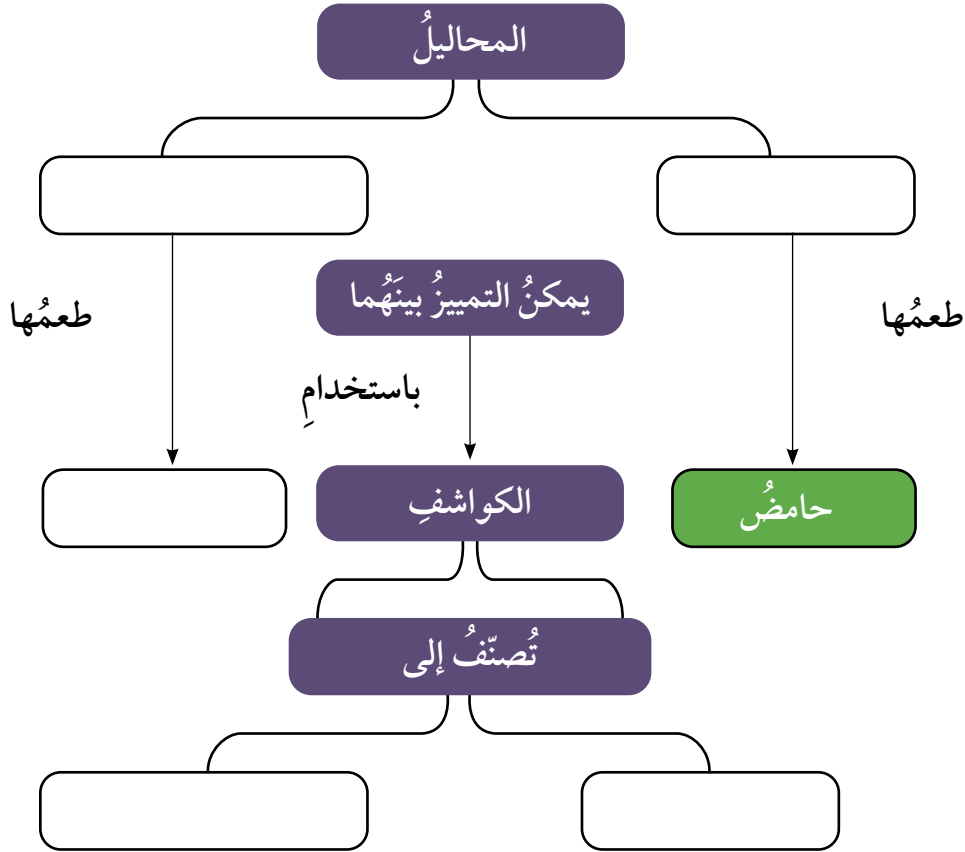 المحاليلُ
يمكنُ التمييزُ بينَهُما
طعمُها
طعمُها
باستخدامِ
الكواشفِ
حامضُ
تُصنّفُ إلى